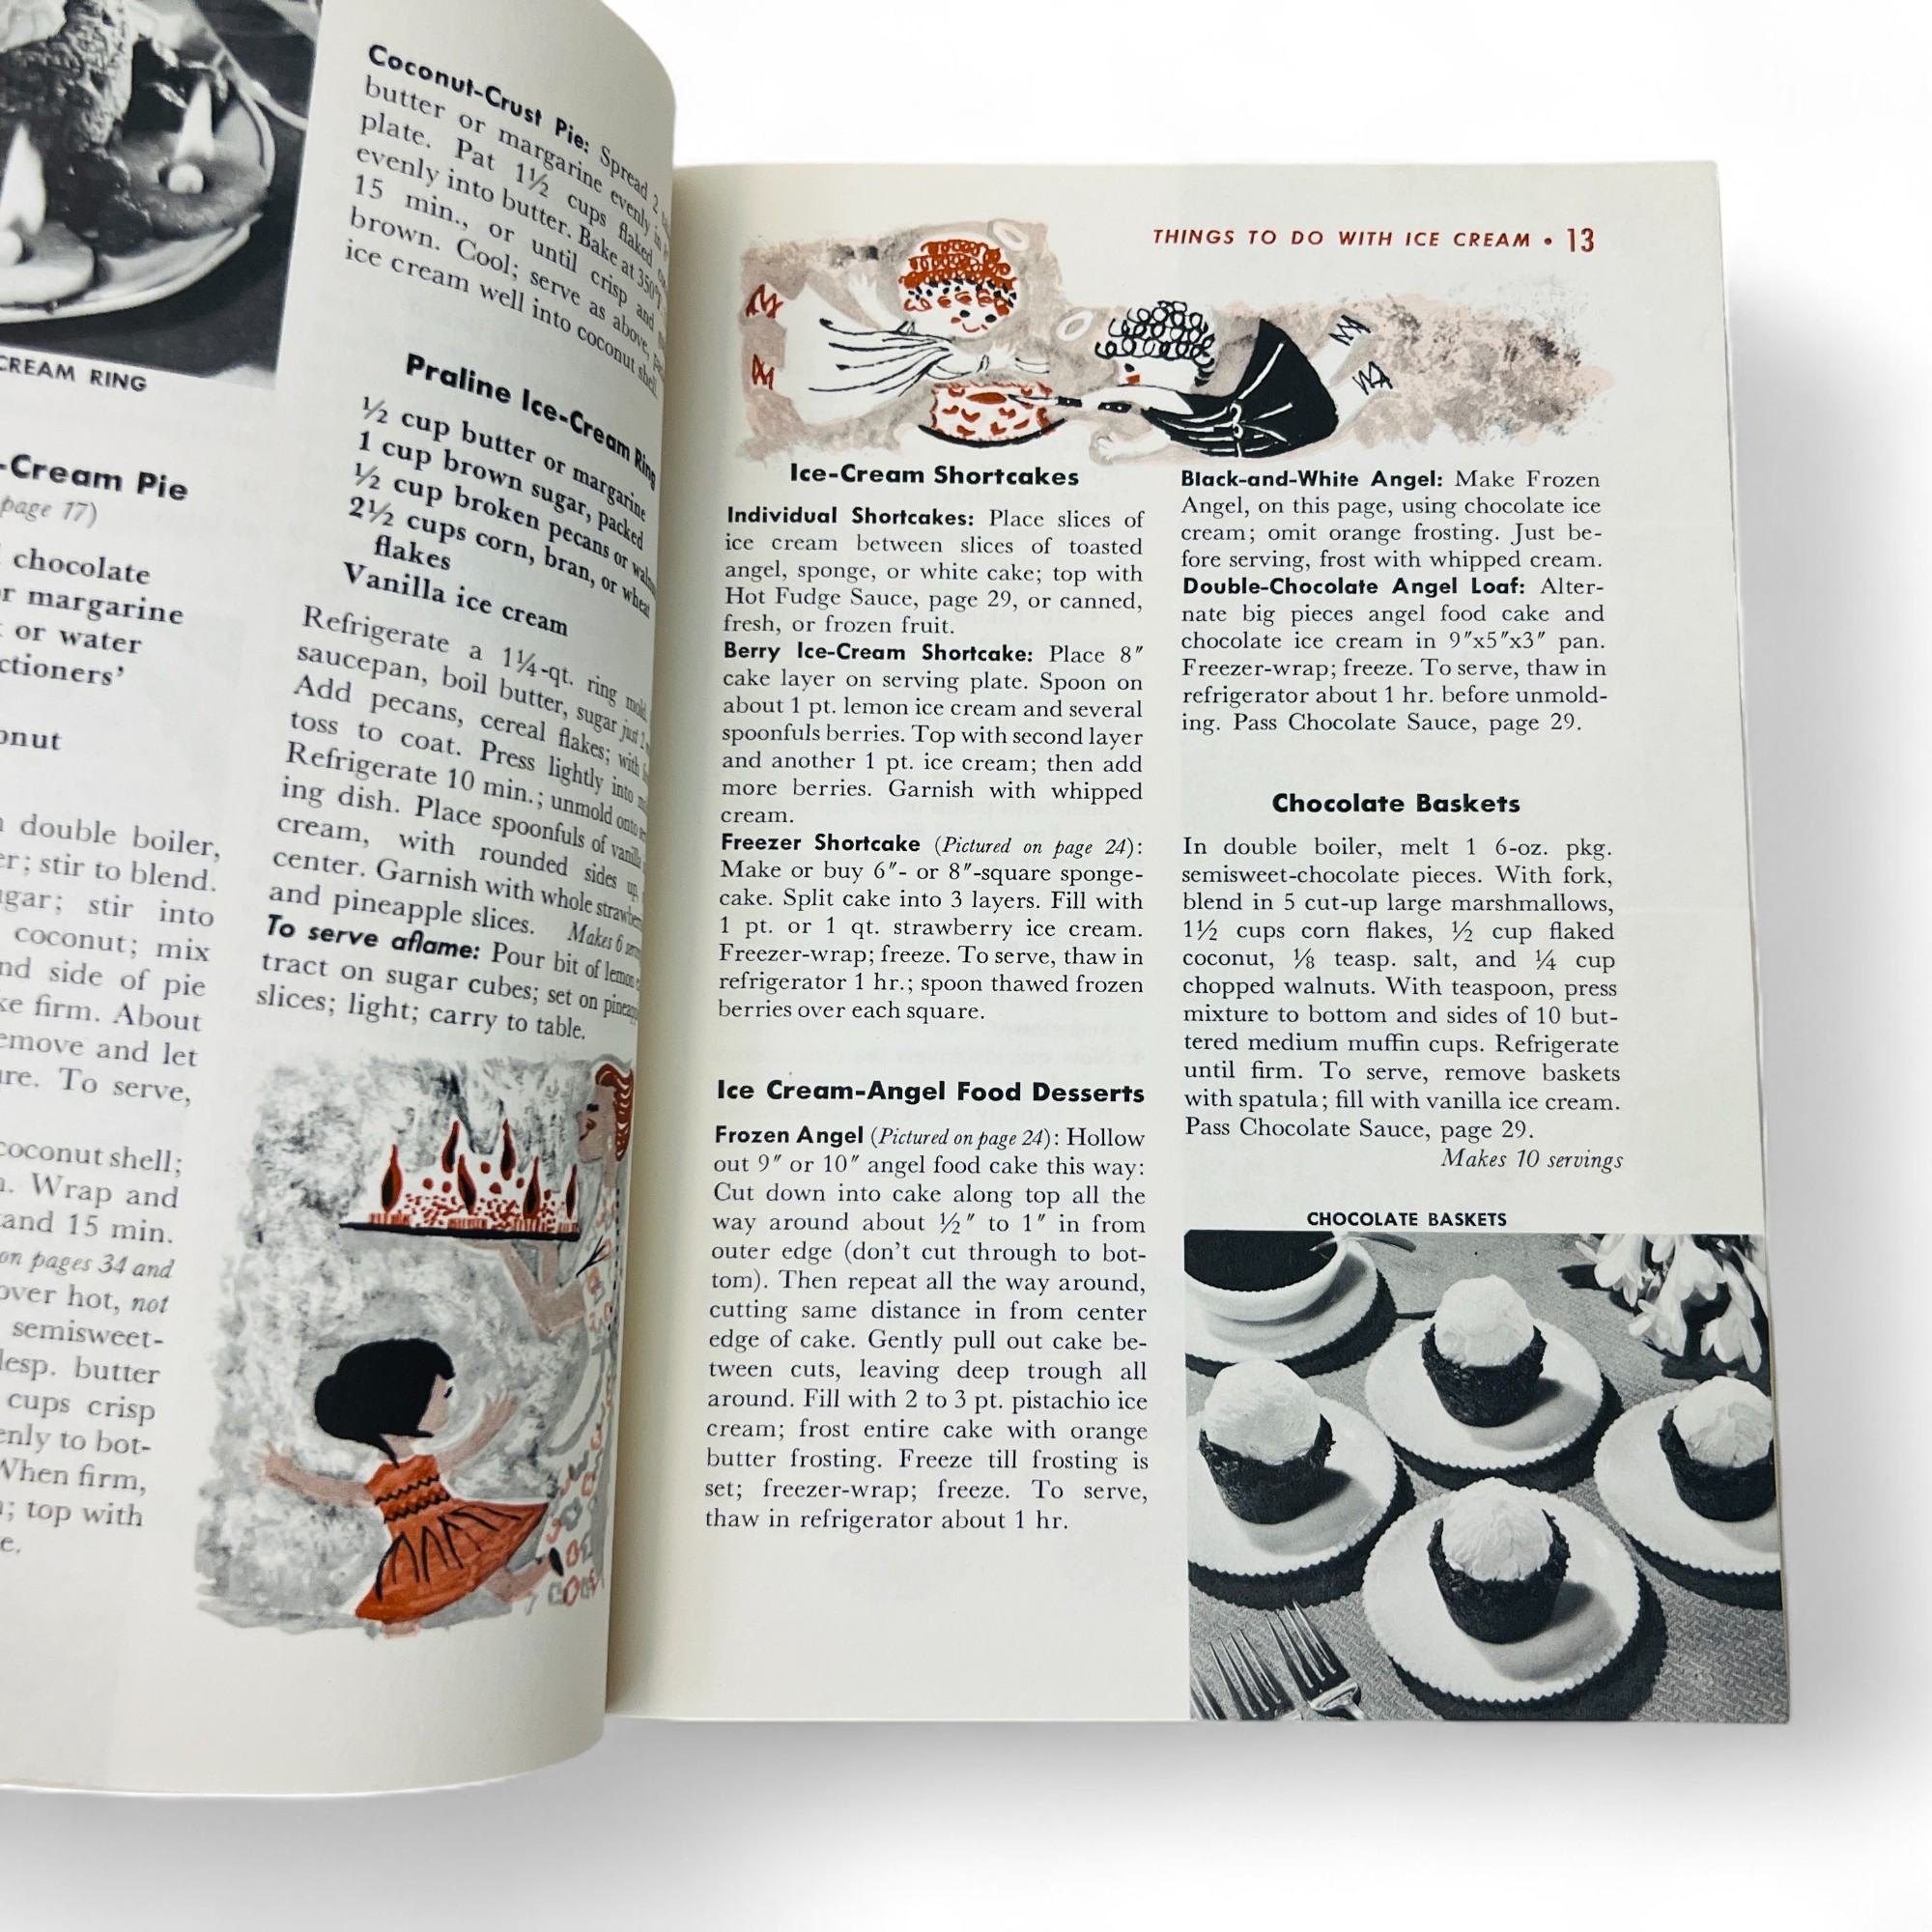 CREAM RING
-Cream Pie
page 17)
chocolate
or margarine
or water
ctioners'
onut
double boiler,
er; stir to blend.
gar; stir into
coconut; mix
nd side of pie
ke firm. About
emove and let
ure. To serve,
coconut shell;
Wrap and
tand 15 min.
on pages 34 and
over hot, not
semisweet-
lesp. butter
cups crisp
enly to bot-
When firm,
; top with
e.
Coconut-Crust Pie: Spread 2
butter or margarine evenly in
plate. Pat 1½ cups flaked
evenly into butter. Bake at 350°
15 min., or until crisp and
brown. Cool; serve as above,
ice cream well into coconut shell
Praline Ice-Cream Ring
½ cup butter or margarine
1 cup brown sugar, packed
½ cup broken pecans or
2½ cups corn, bran, or wheat
flakes
Vanilla ice cream
Refrigerate a 1¼-qt. ring mold
saucepan, boil butter, sugar just
Add pecans, cereal flakes; with
toss to coat. Press lightly into
Refrigerate 10 min.; unmold onto
ing dish. Place spoonfuls of vanilla
cream, with rounded sides up,
center. Garnish with whole
and pineapple slices. Makes 6
To serve aflame: Pour bit of lemon
tract on sugar cubes; set on
slices; light; carry to table.
THINGS TO DO WITH ICE CREAM • 13
Ice-Cream Shortcakes
Individual Shortcakes: Place slices of
ice cream between slices of toasted
angel, sponge, or white cake; top with
Hot Fudge Sauce, page 29, or canned,
fresh, or frozen fruit.
Berry Ice-Cream Shortcake: Place 8″
cake layer on serving plate. Spoon on
about 1 pt. lemon ice cream and several
spoonfuls berries. Top with second layer
and another 1 pt. ice cream; then add
more berries. Garnish with whipped
cream.
Freezer Shortcake (Pictured on page 24):
Make or buy 6″- or 8″-square sponge-
cake. Split cake into 3 layers. Fill with
1 pt. or 1 qt. strawberry ice cream.
Freezer-wrap; freeze. To serve, thaw in
refrigerator 1 hr.; spoon thawed frozen
berries over each square.
Ice Cream-Angel Food Desserts
Frozen Angel (Pictured on page 24): Hollow
out 9″ or 10″ angel food cake this way:
Cut down into cake along top all the
way around about ½″ to 1″ in from
outer edge (don't cut through to bot-
tom). Then repeat all the way around,
cutting same distance in from center
edge of cake. Gently pull out cake be-
tween cuts, leaving deep trough all
around. Fill with 2 to 3 pt. pistachio ice
cream; frost entire cake with orange
butter frosting. Freeze till frosting is
set; freezer-wrap; freeze. To serve,
thaw in refrigerator about 1 hr.
Black-and-White Angel: Make Frozen
Angel, on this page, using chocolate ice
cream; omit orange frosting. Just be-
fore serving, frost with whipped cream.
Double-Chocolate Angel Loaf: Alter-
nate big pieces angel food cake and
chocolate ice cream in 9″x5″x3″ pan.
Freezer-wrap; freeze. To serve, thaw in
refrigerator about 1 hr. before unmold-
ing. Pass Chocolate Sauce, page 29.
Chocolate Baskets
In double boiler, melt 1 6-oz. pkg.
semisweet-chocolate pieces. With fork,
blend in 5 cut-up large marshmallows,
1½ cups corn flakes, ½ cup flaked
coconut, ⅛ teasp. salt, and ¼ cup
chopped walnuts. With teaspoon, press
mixture to bottom and sides of 10 but-
tered medium muffin cups. Refrigerate
until firm. To serve, remove baskets
with spatula; fill with vanilla ice cream.
Pass Chocolate Sauce, page 29.
Makes 10 servings
CHOCOLATE BASKETS